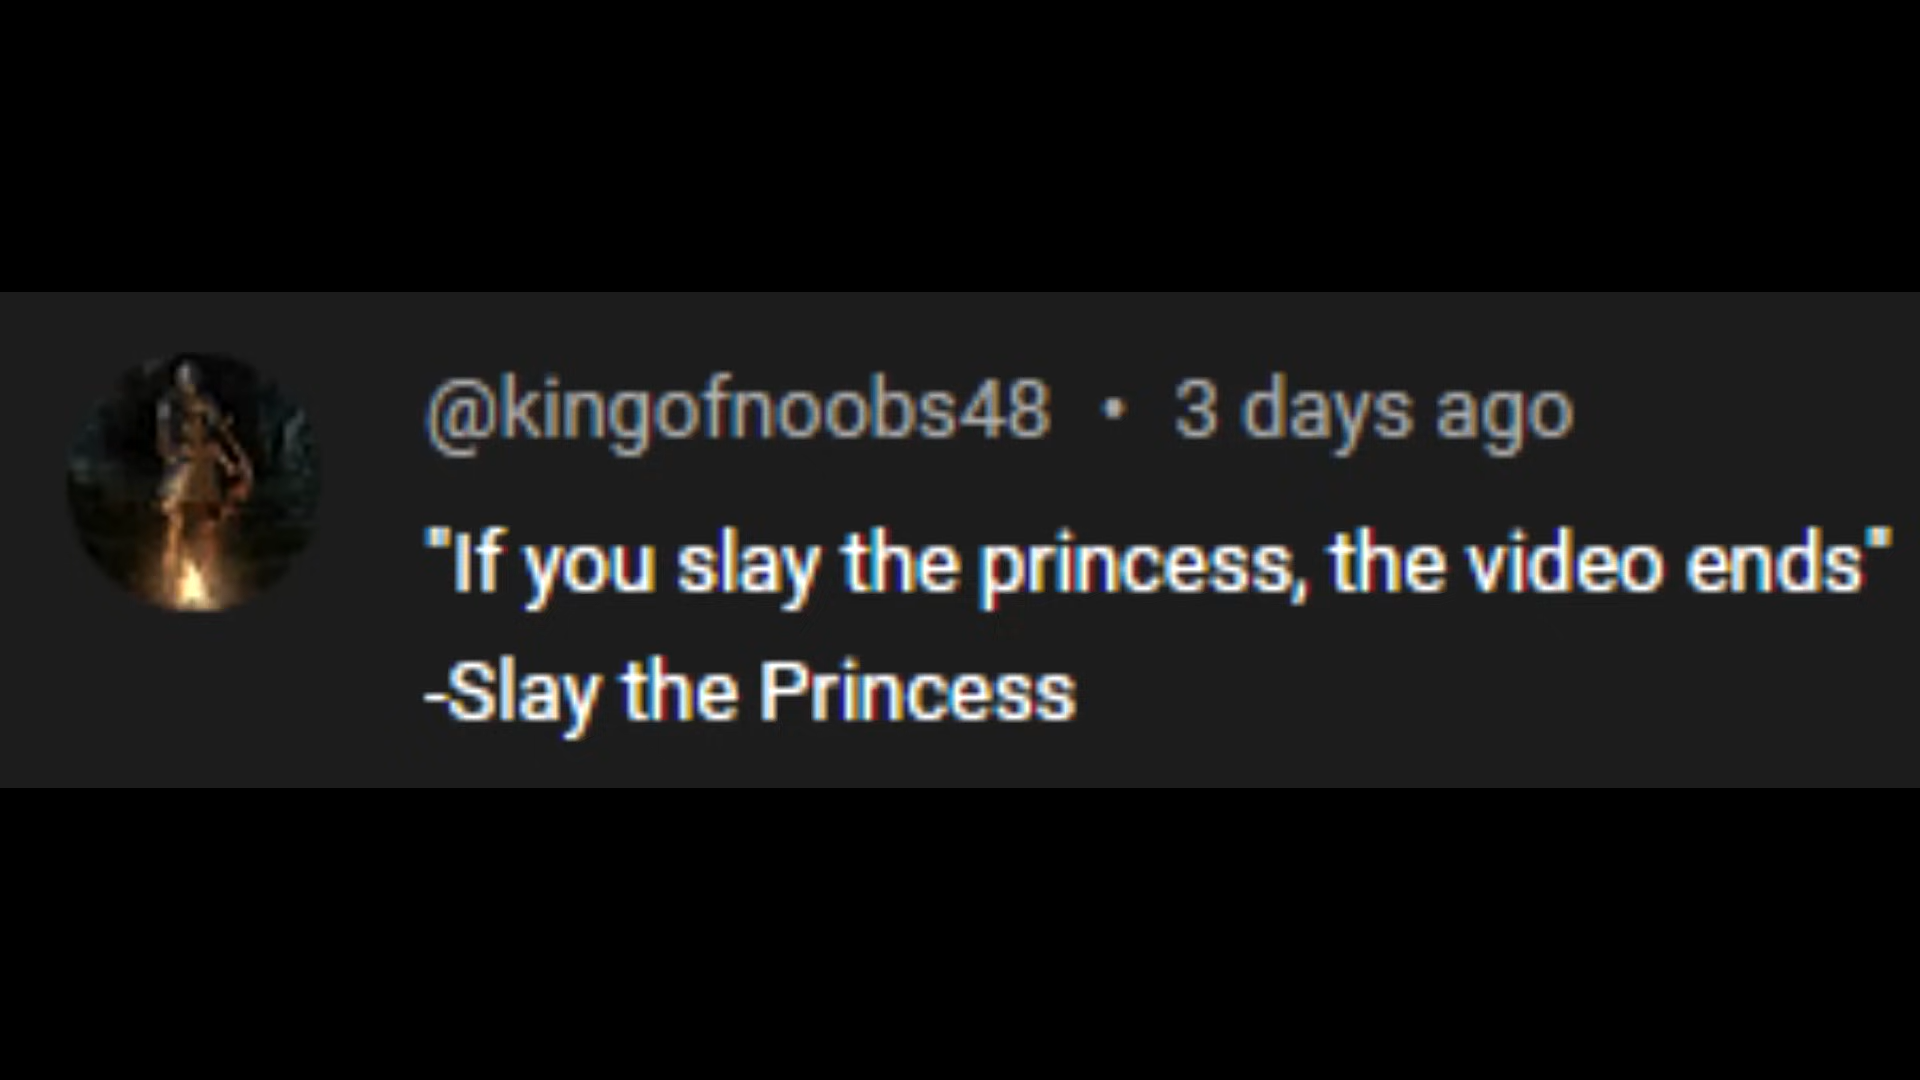 @kingofnoobs48 • 3 days ago
"If you slay the princess, the video ends"
-Slay the Princess